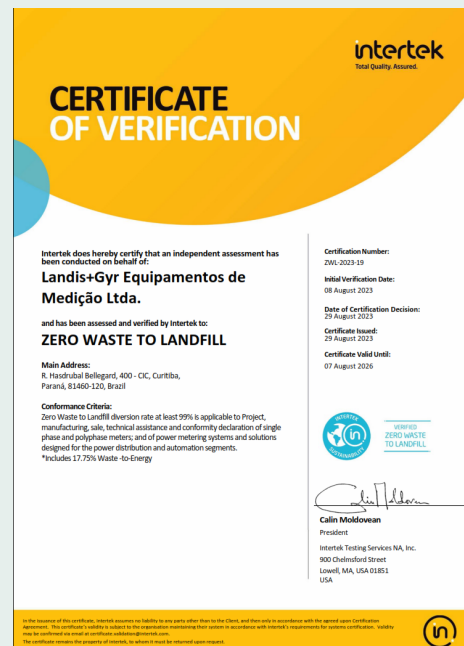 intertek
Total Quality. Assured.
CERTIFICATE
OF VERIFICATION
Intertek does hereby certify that an independent assessment has
been conducted on behalf of:
Landis+Gyr Equipamentos de
Medição Ltda.
and has been assessed and verified by Intertek to:
ZERO WASTE TO LANDFILL
Main Address:
R. Hasdrubal Bellegard, 400 - CIC, Curitiba,
Paraná, 81460-120, Brazil
Conformance Criteria:
Zero Waste to Landfill diversion rate at least 99% is applicable to Project,
manufacturing, sale, technical assistance and conformity declaration of single
phase and polyphase meters; and of power metering systems and solutions
designed for the power distribution and automation segments.
*Includes 17.75% Waste -to-Energy
Certification Number:
ZWL-2023-19
Initial Verification Date:
08 August 2023
Date of Certification Decision:
29 August 2023
Certificate Issued:
29 August 2023
Certificate Valid Until:
07 August 2026
INTERTEK
in
SUSTAINABILITY
VERIFIED
ZERO WASTE
TO LANDFILL
Calin Moldovean
Calin Moldovean
President
Intertek Testing Services NA, Inc.
900 Chelmsford Street
Lowell, MA, USA 01851
USA
In the issuance of this certificate, Intertek assumes no liability to any party other than to the Client, and then only in accordance with the agreed upon Certification
Agreement. This certificate's validity is subject to the organisation maintaining their system in accordance with Intertek's requirements for systems certification. Validity
may be confirmed via email at certificate.validation@intertek.com.
The certificate remains the property of Intertek, to whom it must be returned upon request.
in